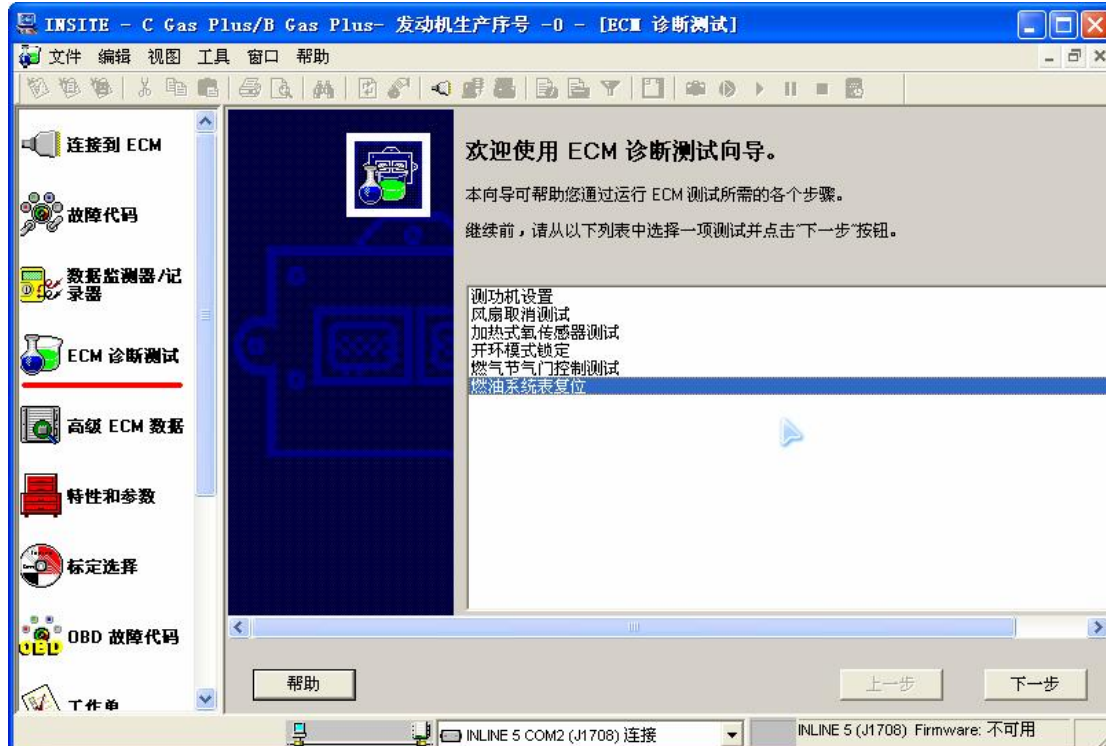 INSITE - C Gas Plus/B Gas Plus- 发动机生产序号 -0 - [ECM 诊断测试]
文件 编辑 视图 工具 窗口 帮助
连接到 ECM
故障代码
数据监测器/记
录器
ECM 诊断测试
高级 ECM 数据
特性和参数
标定选择
OBD 故障代码
工作单
欢迎使用 ECM 诊断测试向导。
本向导可帮助您通过运行 ECM 测试所需的各个步骤。
继续前，请从以下列表中选择一项测试并点击"下一步"按钮。
测功机设置
风扇取消测试
加热式氧传感器测试
开环模式锁定
燃气节气门控制测试
燃油系统表复位
帮助
上一步
下一步
INLINE 5 COM2 (J1708) 连接
INLINE 5 (J1708) Firmware: 不可用